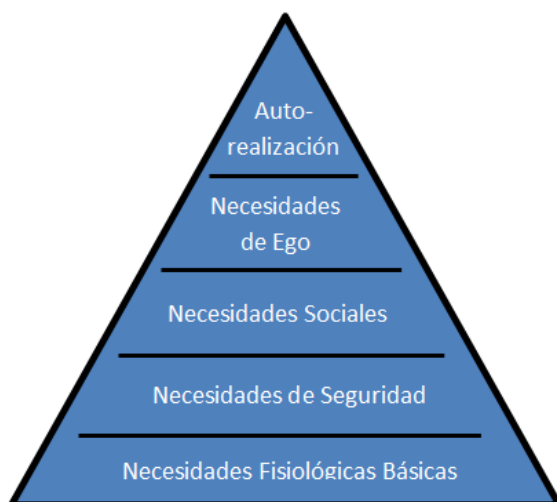 Auto-
realización
Necesidades
de Ego
Necesidades Sociales
Necesidades de Seguridad
Necesidades Fisiológicas Básicas